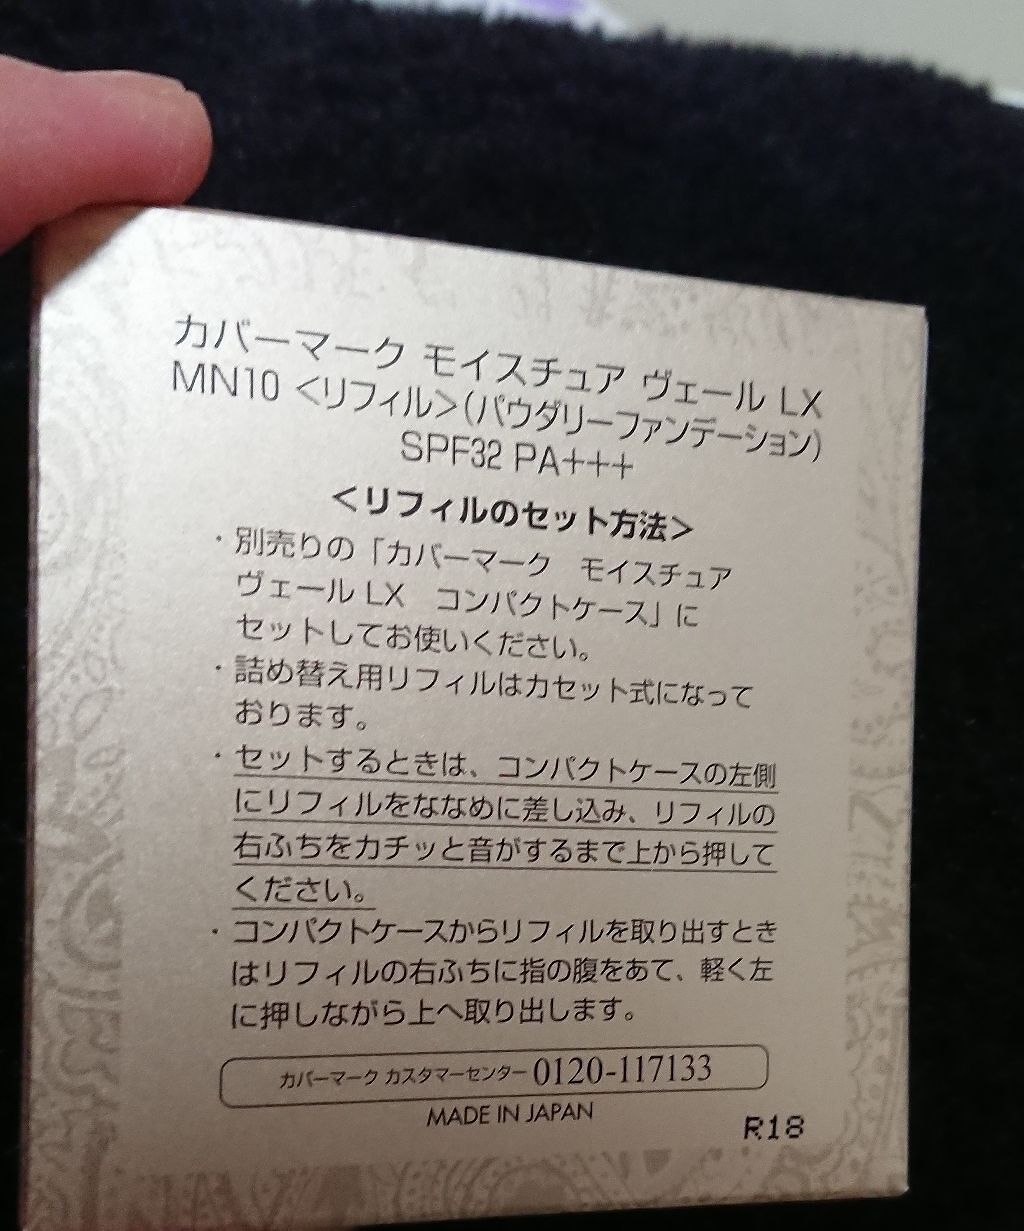 カバーマーク モイスチュア ヴェール LX
MN10 <リフィル>(パウダリーファンデーション)
SPF32 PA+++
<リフィルのセット方法>
・別売りの「カバーマーク モイスチュア
ヴェール LX コンパクトケース」に
セットしてお使いください。
・詰め替え用リフィルはカセット式になって
おります。
・セットするときは、コンパクトケースの左側
にリフィルをななめに差し込み、リフィルの
右ふちをカチッと音がするまで上から押して
ください。
・コンパクトケースからリフィルを取り出すとき
はリフィルの右ふちに指の腹をあて、軽く左
に押しながら上へ取り出します。
カバーマーク カスタマーセンター 0120-117133
MADE IN JAPAN
R18